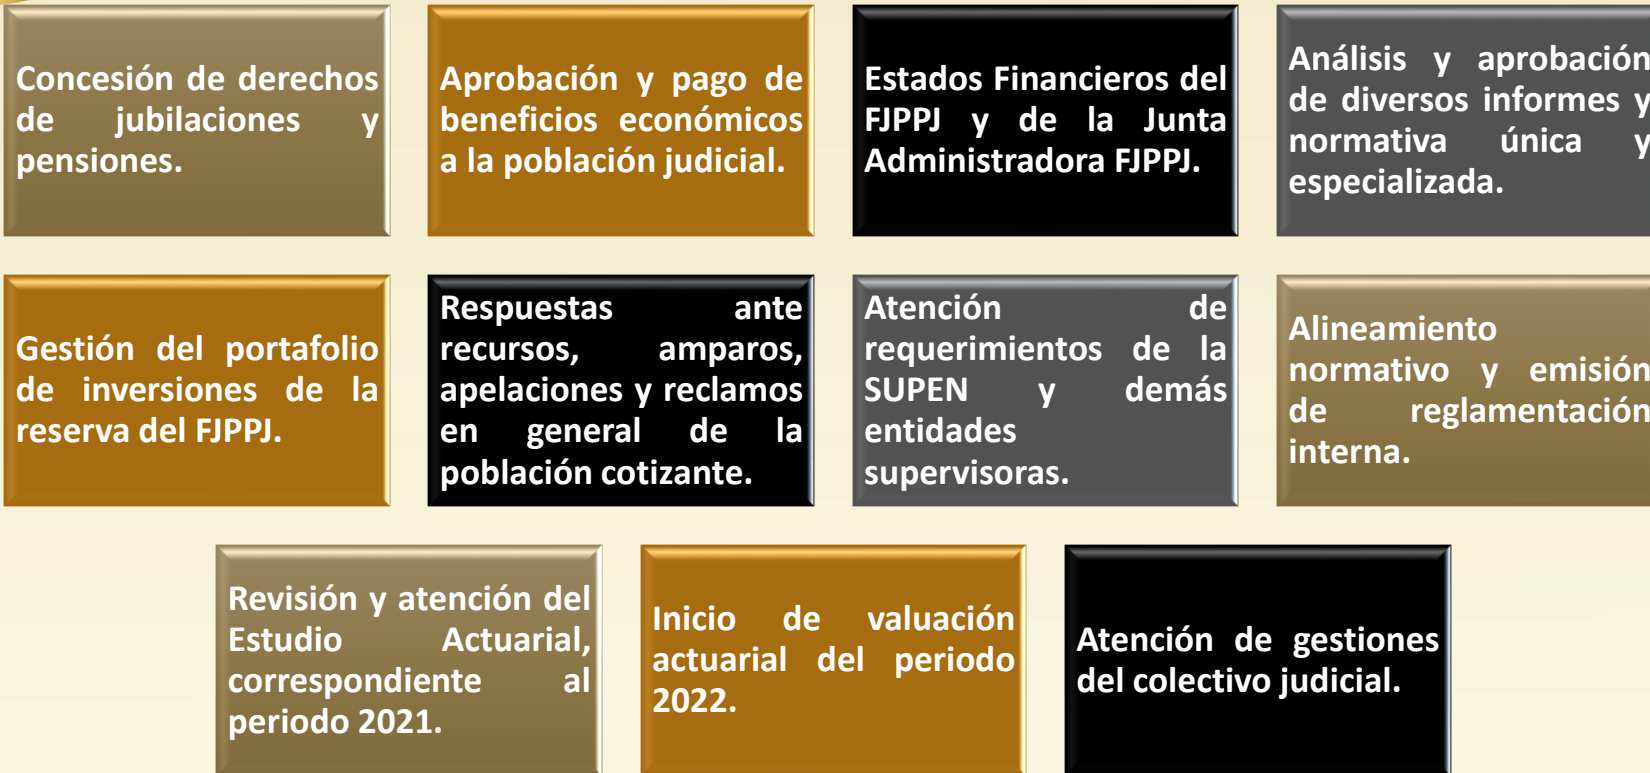 Concesión de derechos
de jubilaciones y
pensiones.
Aprobación y pago de
beneficios económicos
a la población judicial.
Estados Financieros del
FJPPJ y de la Junta
Administradora FJPPJ.
Análisis y aprobación
de diversos informes y
normativa única y
especializada.
Gestión del portafolio
de inversiones de la
reserva del FJPPJ.
Respuestas ante
recursos, amparos,
apelaciones y reclamos
en general de la
población cotizante.
Atención de
requerimientos de la
SUPEN y demás
entidades
supervisoras.
Alineamiento
normativo y emisión
de reglamentación
interna.
Revisión y atención del
Estudio Actuarial,
correspondiente al
periodo 2021.
Inicio de valuación
actuarial del periodo
2022.
Atención de gestiones
del colectivo judicial.